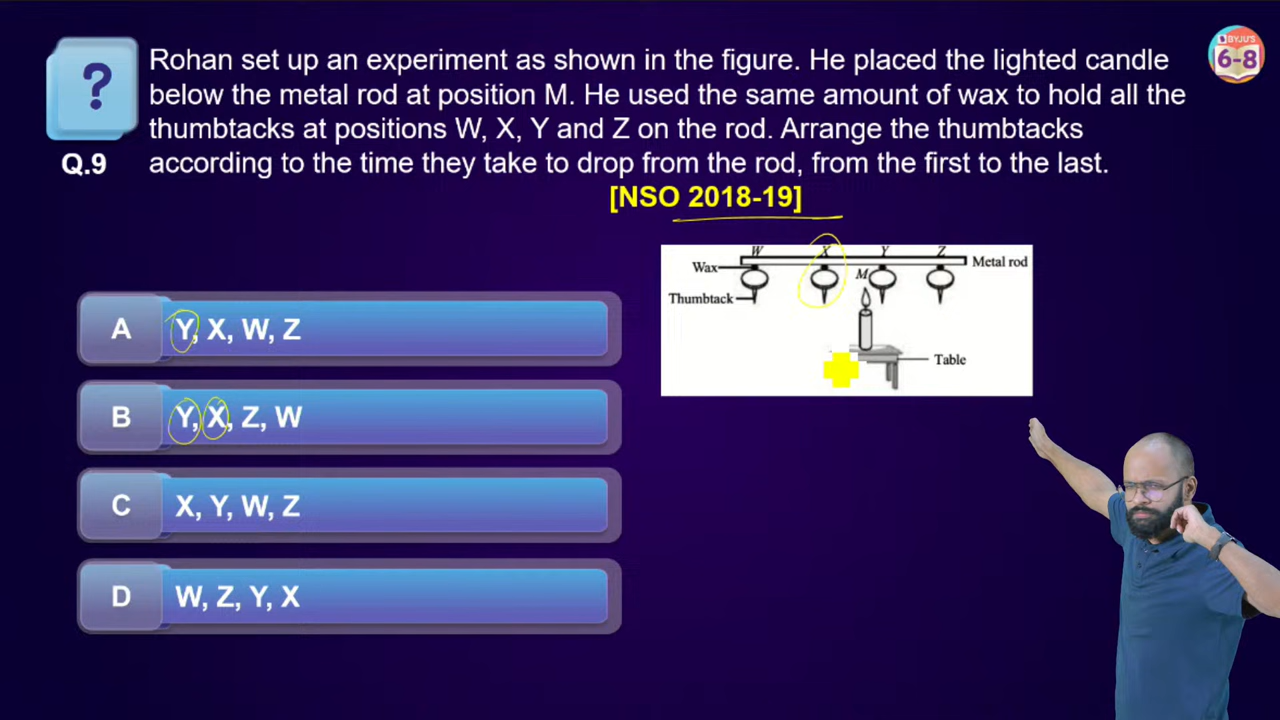 BYJU'S
6-8
?
Q.9
Rohan set up an experiment as shown in the figure. He placed the lighted candle
below the metal rod at position M. He used the same amount of wax to hold all the
thumbtacks at positions W, X, Y and Z on the rod. Arrange the thumbtacks
according to the time they take to drop from the rod, from the first to the last.
[NSO 2018-19]
W X Y Z
Wax
Metal rod
M
Thumbtack
Table
A Y, X, W, Z
B Y, X, Z, W
C X, Y, W, Z
D W, Z, Y, X